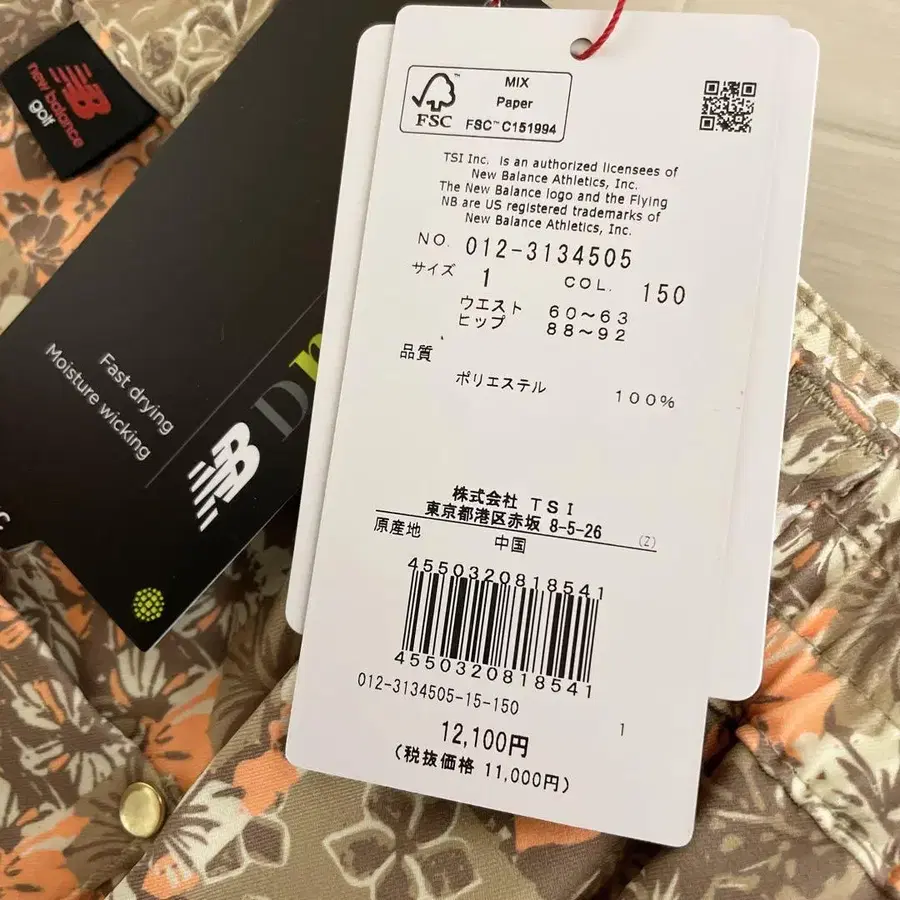 new balance
golf
Fast drying
Moisture wicking
NB
FSC
MIX
Paper
FSC™ C151994
TSI Inc. is an authorized licensees of
New Balance Athletics, Inc.
The New Balance logo and the Flying
NB are US registered trademarks of
New Balance Athletics, Inc.
NO. 012-3134505
サイズ 1 COL. 150
ウエスト 60～63
ヒップ 88～92
品質
ポリエステル 100%
株式会社 TSI
東京都港区赤坂 8-5-26 (Z)
原産地 中国
4550320818541
4550320818541
012-3134505-15-150
1
12,100円
(税抜価格 11,000円)